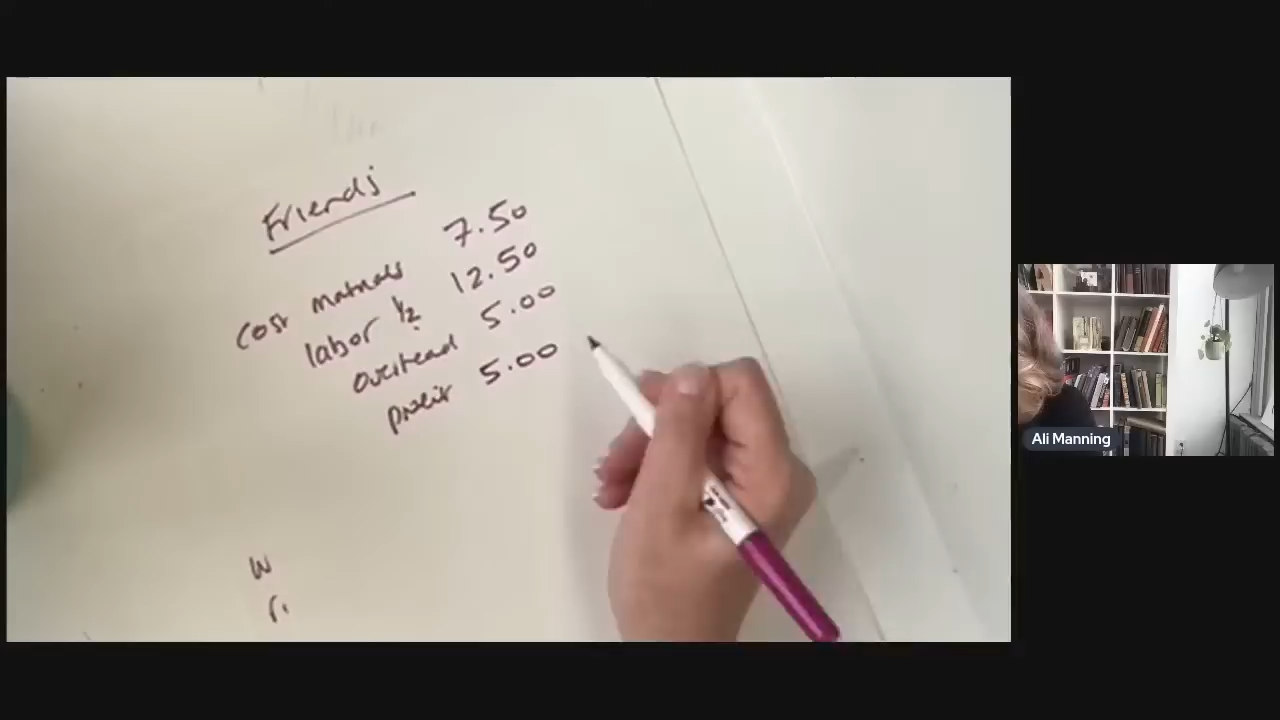 Friends
Cost materials 7.50
labor 1/2 12.50
overhead 5.00
profit 5.00
W
r.
Ali Manning